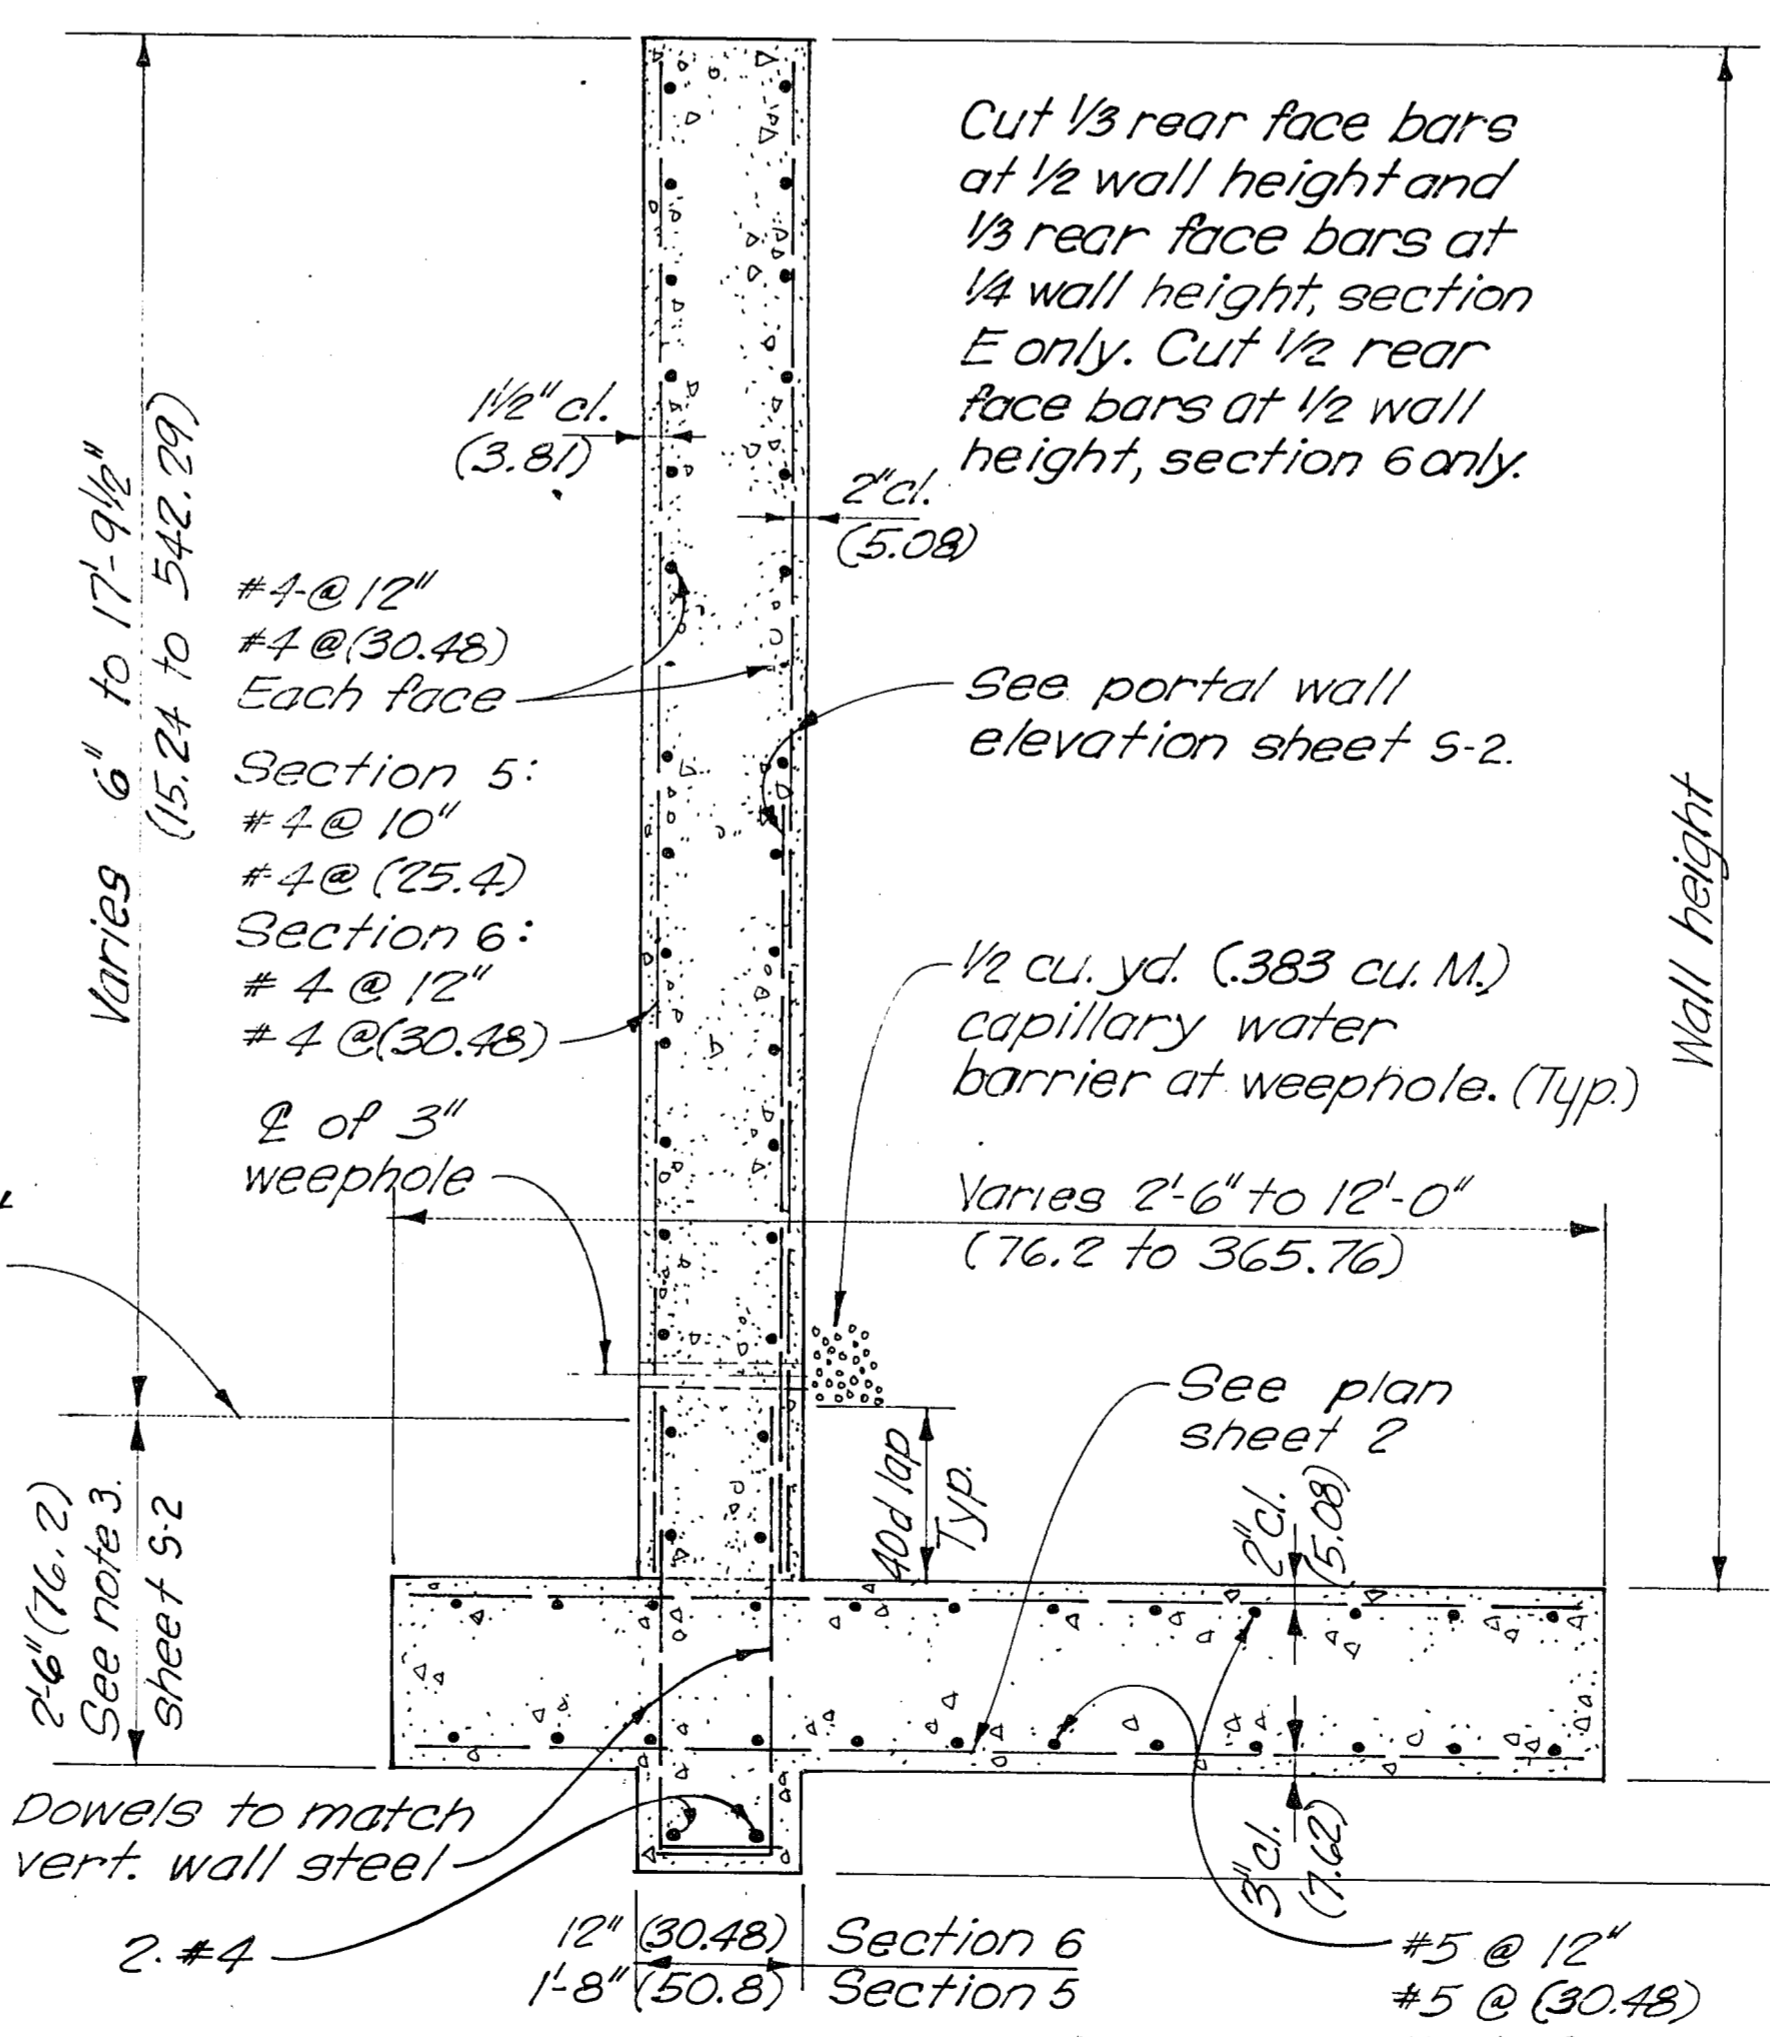 Cut 1/3 rear face bars
at 1/2 wall height and
1/3 rear face bars at
1/4 wall height, section
E only. Cut 1/2 rear
face bars at 1/2 wall
height, section 6 only.
1 1/2" cl.
(3.81)
2" cl.
(5.08)
Varies 6" to 17'-9 1/2"
(15.24 to 542.29)
#4 @ 12"
#4 @ (30.48)
Each face
Section 5:
#4 @ 10"
#4 @ (25.4)
Section 6:
#4 @ 12"
#4 @ (30.48)
See portal wall
elevation sheet S-2.
Wall height
1/2 cu. yd. (.383 cu. M.)
capillary water
barrier at weephole. (Typ.)
℄ of 3"
weephole
Varies 2'-6" to 12'-0"
(76.2 to 365.76)
See plan
sheet 2
40d lap
Typ.
2" cl.
(5.08)
2'-6" (76.2)
See note 3.
sheet S-2
Dowels to match
vert. wall steel
2-#4
3" cl.
(7.62)
12" (30.48) Section 6
1'-8" (50.8) Section 5
#5 @ 12"
#5 @ (30.48)